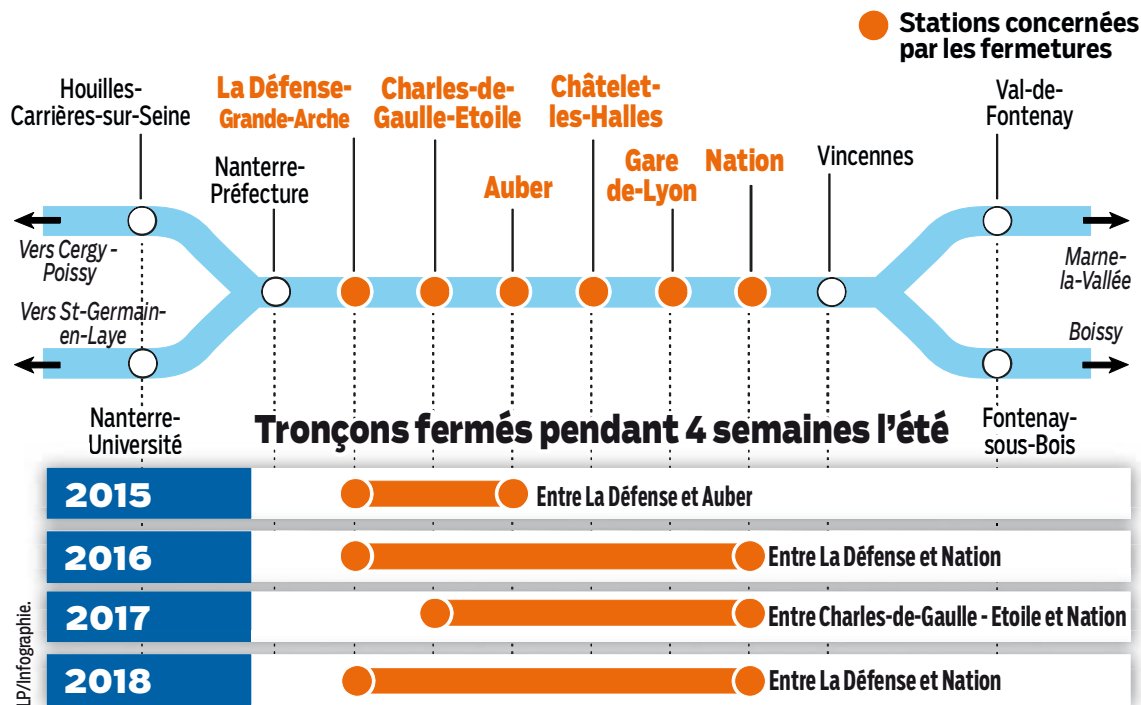 Stations concernées
par les fermetures
Houilles-
Carrières-sur-Seine
La Défense-
Grande-Arche
Charles-de-
Gaulle-Etoile
Châtelet-
les-Halles
Val-de-
Fontenay
Nanterre-
Préfecture
Auber
Gare
de-Lyon
Nation
Vincennes
Vers Cergy -
Poissy
Marne-
la-Vallée
Vers St-Germain-
en-Laye
Boissy
Nanterre-
Université
Tronçons fermés pendant 4 semaines l'été
Fontenay-
sous-Bois
2015
Entre La Défense et Auber
2016
Entre La Défense et Nation
2017
Entre Charles-de-Gaulle - Etoile et Nation
2018
Entre La Défense et Nation
LP/Infographie.